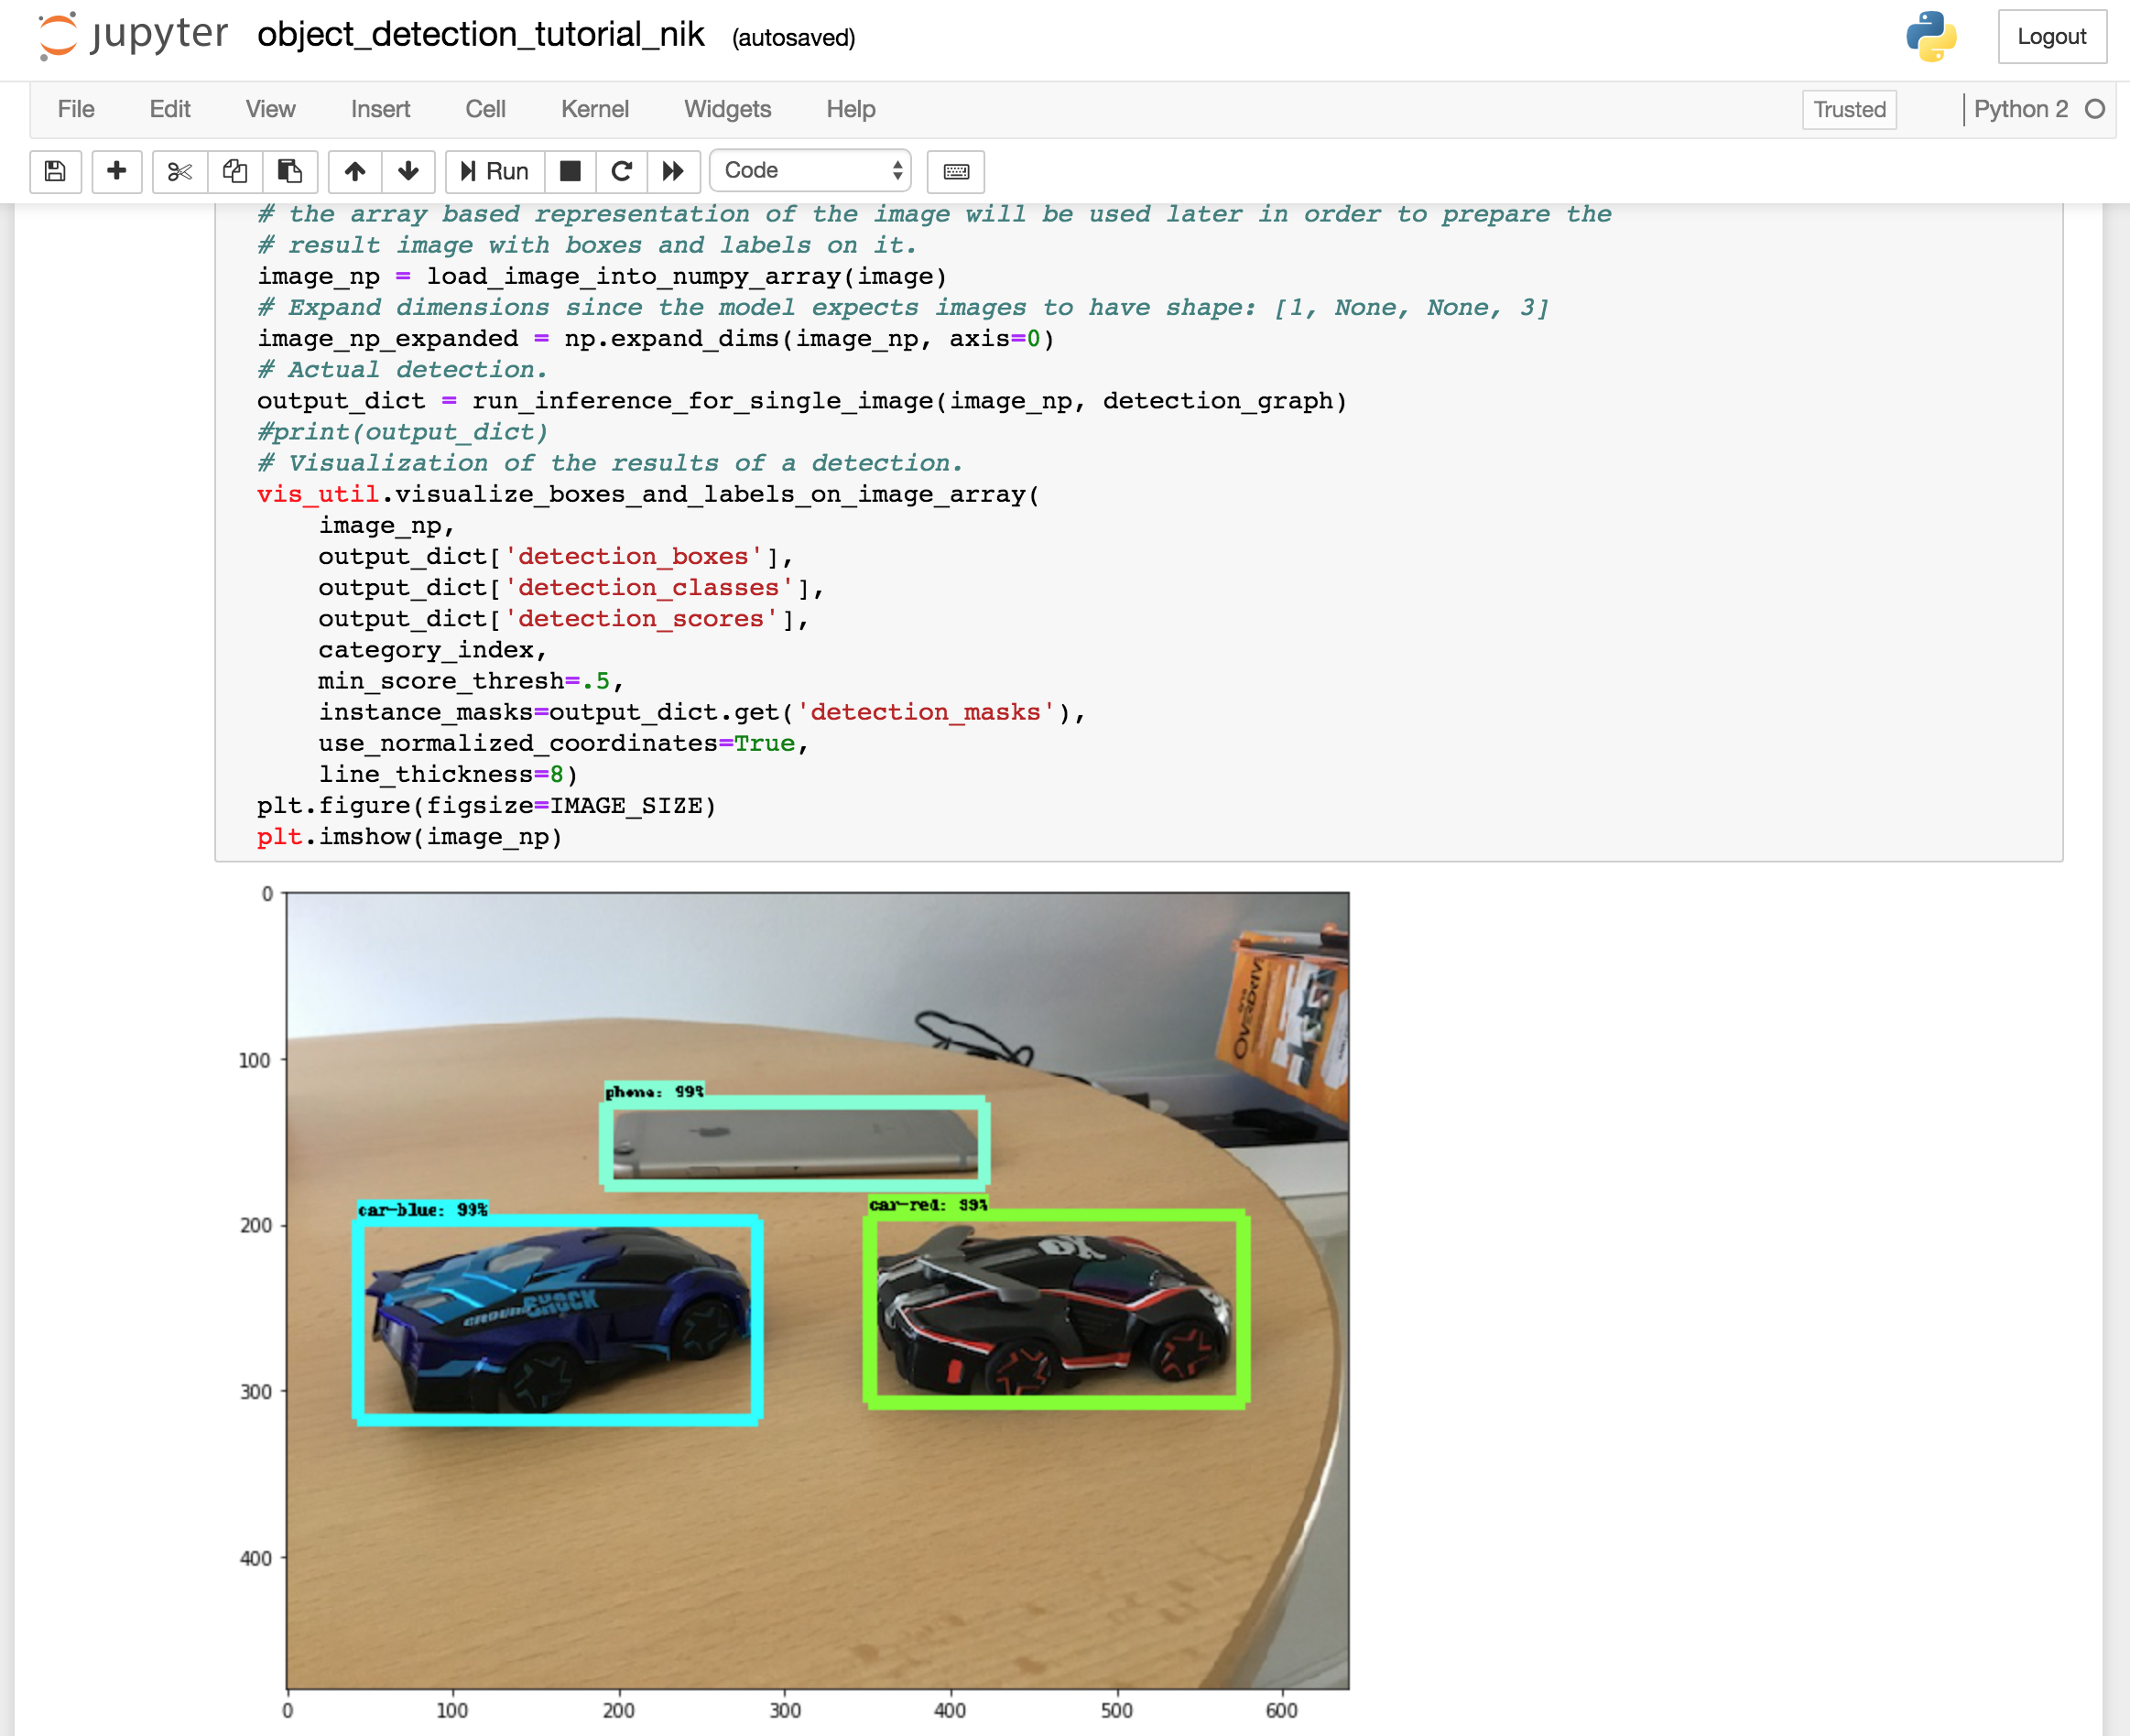 jupyter object_detection_tutorial_nik (autosaved) Logout
File Edit View Insert Cell Kernel Widgets Help Trusted Python 2
Run Code
# the array based representation of the image will be used later in order to prepare the
# result image with boxes and labels on it.
image_np = load_image_into_numpy_array(image)
# Expand dimensions since the model expects images to have shape: [1, None, None, 3]
image_np_expanded = np.expand_dims(image_np, axis=0)
# Actual detection.
output_dict = run_inference_for_single_image(image_np, detection_graph)
#print(output_dict)
# Visualization of the results of a detection.
vis_util.visualize_boxes_and_labels_on_image_array(
    image_np,
    output_dict['detection_boxes'],
    output_dict['detection_classes'],
    output_dict['detection_scores'],
    category_index,
    min_score_thresh=.5,
    instance_masks=output_dict.get('detection_masks'),
    use_normalized_coordinates=True,
    line_thickness=8)
plt.figure(figsize=IMAGE_SIZE)
plt.imshow(image_np)
0
OVERDRIVE
100
phone: 99%
car-blue: 99%
car-red: 99%
200
GROUNDSHOCK
300
400
0 100 200 300 400 500 600